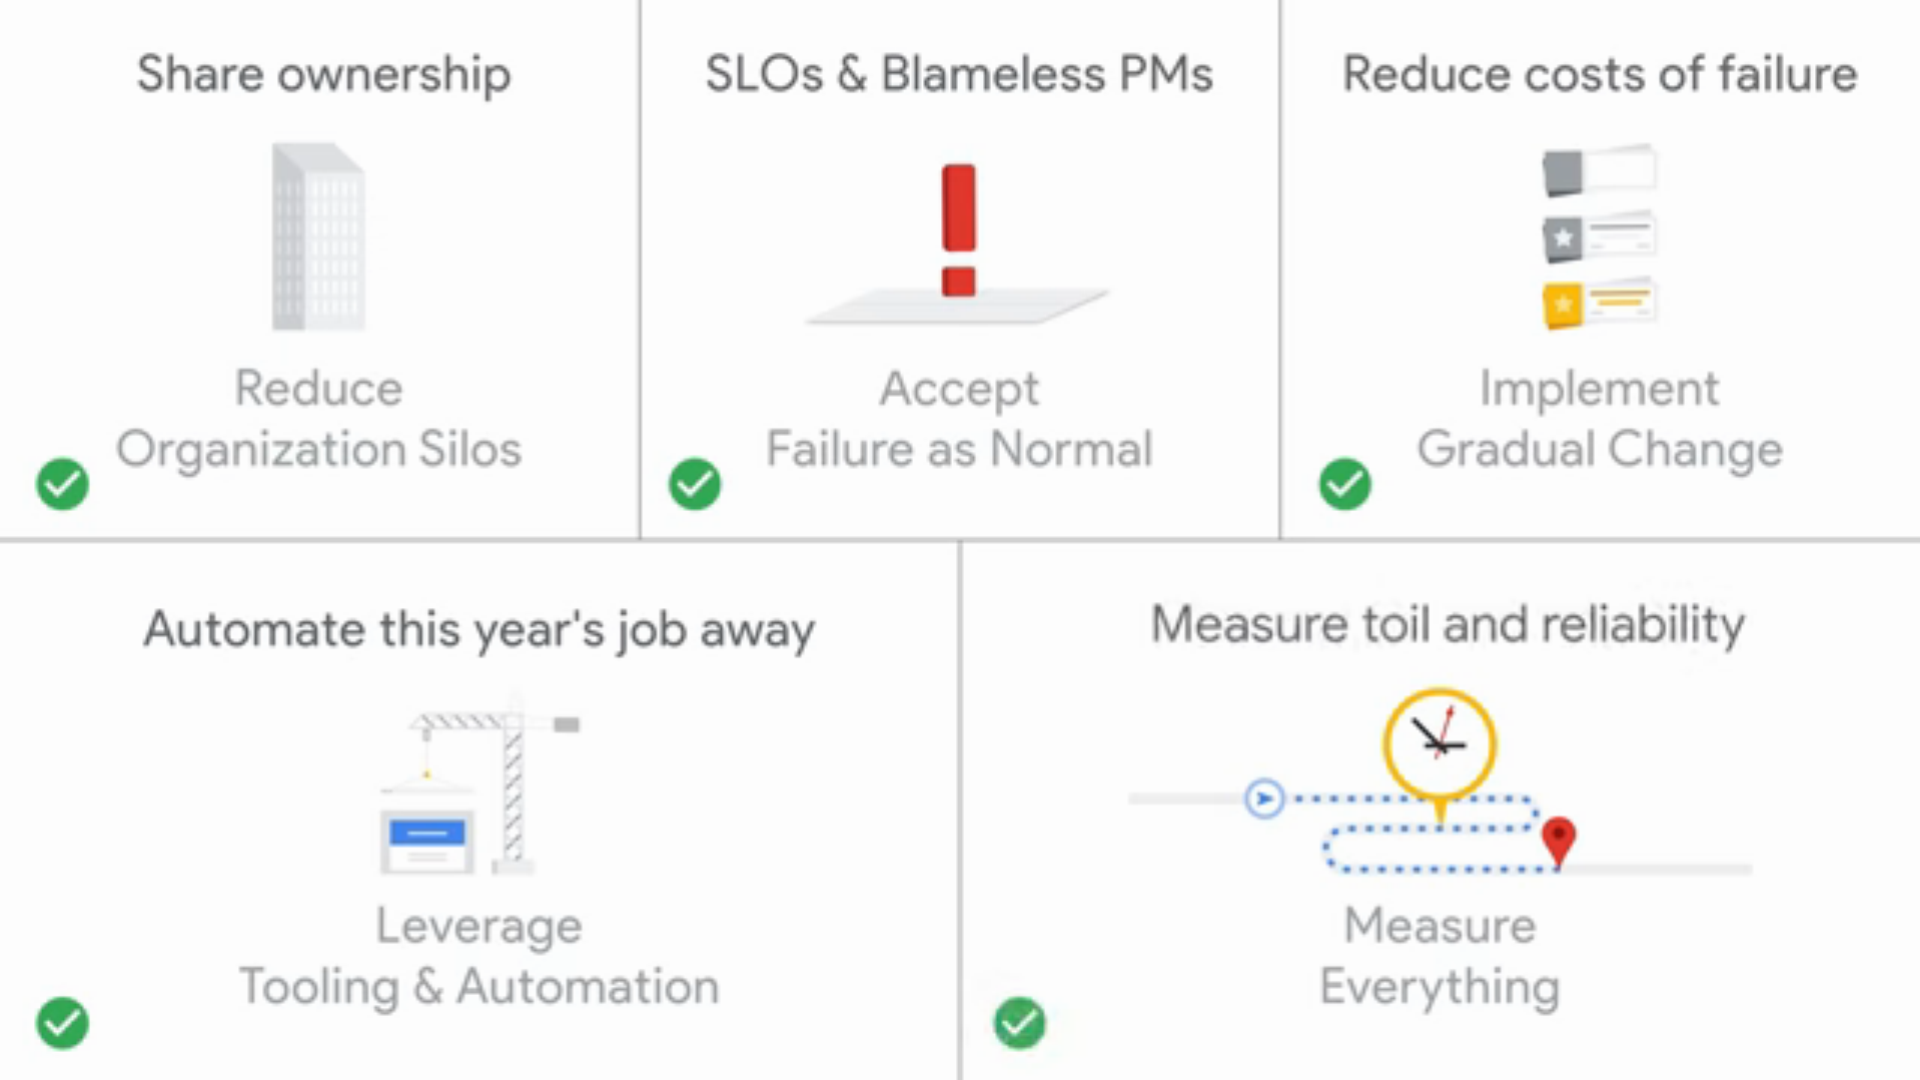 Share ownership
Reduce
Organization Silos
SLOs & Blameless PMs
Accept
Failure as Normal
Reduce costs of failure
Implement
Gradual Change
Automate this year's job away
Leverage
Tooling & Automation
Measure toil and reliability
Measure
Everything